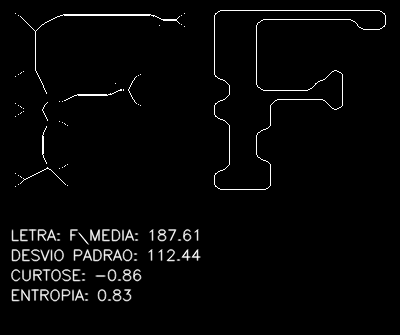 F F
LETRA: F\MEDIA: 187.61
DESVIO PADRAO: 112.44
CURTOSE: -0.86
ENTROPIA: 0.83